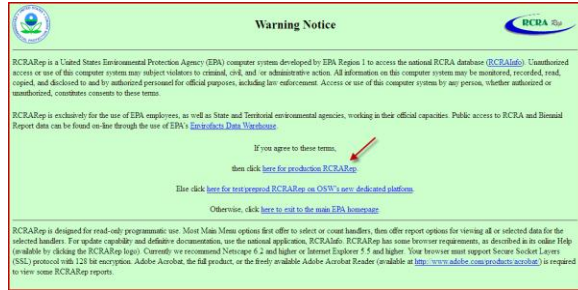 Warning Notice
RCRA Rep
RCRARep is a United States Environmental Protection Agency (EPA) computer system developed by EPA Region 1 to access the national RCRA database (RCRAInfo). Unauthorized
access or use of this computer system may subject violators to criminal, civil, and /or administrative action. All information on this computer system may be monitored, recorded, read,
copied, and disclosed to and by authorized personnel for official purposes, including law enforcement. Access or use of this computer system by any person, whether authorized or
unauthorized, constitutes consents to these terms.
RCRARep is exclusively for the use of EPA employees, as well as State and Territorial environmental agencies, working in their official capacities. Public access to RCRA and Biennial
Report data can be found on-line through the use of EPA's Envirofacts Data Warehouse.
If you agree to these terms,
then click here for production RCRARep.
Else click here for test/preprod RCRARep on OSW's new dedicated platform.
Otherwise, click here to exit to the main EPA homepage.
RCRARep is designed for read-only programmatic use. Most Main Menu options first offer to select or count handlers, then offer report options for viewing all or selected data for the
selected handlers. For update capability and definitive documentation, use the national application, RCRAInfo. RCRARep has some browser requirements, as described in its online Help
(available by clicking the RCRARep logo). Currently we recommend Netscape 6.2 and higher or Internet Explorer 5.5 and higher. Your browser must support Secure Socket Layers
(SSL) protocol with 128 bit encryption. Adobe Acrobat, the full product, or the freely available Adobe Acrobat Reader (available at http://www.adobe.com/products/acrobat/) is required
to view some RCRARep reports.